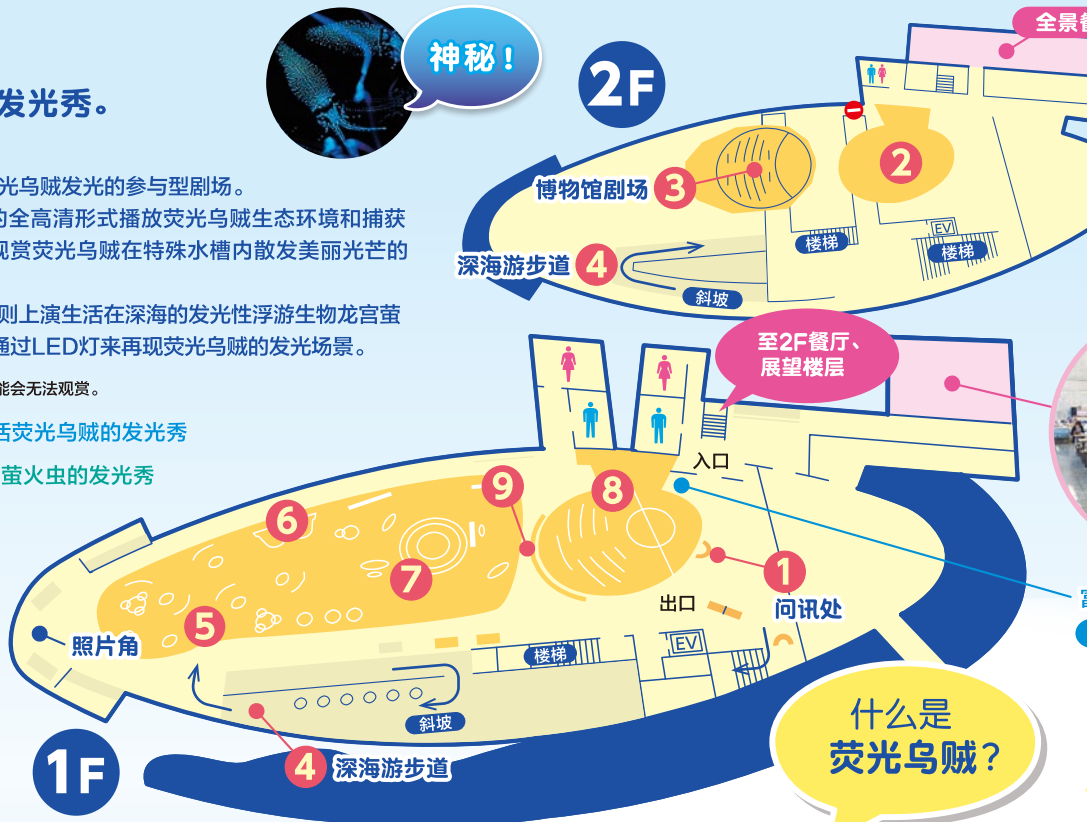 神秘！
2F
全景餐
发光秀。
光乌贼发光的参与型剧场。
的全高清形式播放荧光乌贼生态环境和捕获
观赏荧光乌贼在特殊水槽内散发美丽光芒的
则上演生活在深海的发光性浮游生物龙宫萤
通过LED灯来再现荧光乌贼的发光场景。
能会无法观赏。
活荧光乌贼的发光秀
萤火虫的发光秀
2
博物馆剧场 3
深海游步道 4
楼梯
EV
楼梯
斜坡
至2F餐厅、
展望楼层
入口
9
8
6
7
5
1
问讯处
出口
照片角
楼梯
EV
斜坡
4 深海游步道
1F
什么是
荧光乌贼？